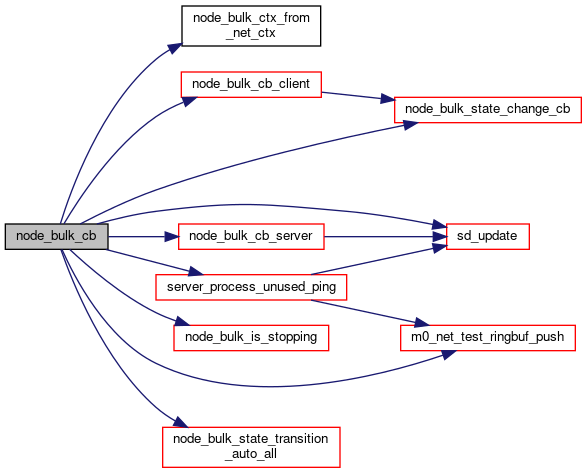 node_bulk_ctx_from
_net_ctx
node_bulk_cb_client
node_bulk_state_change_cb
node_bulk_cb
node_bulk_cb_server
sd_update
server_process_unused_ping
node_bulk_is_stopping
m0_net_test_ringbuf_push
node_bulk_state_transition
_auto_all